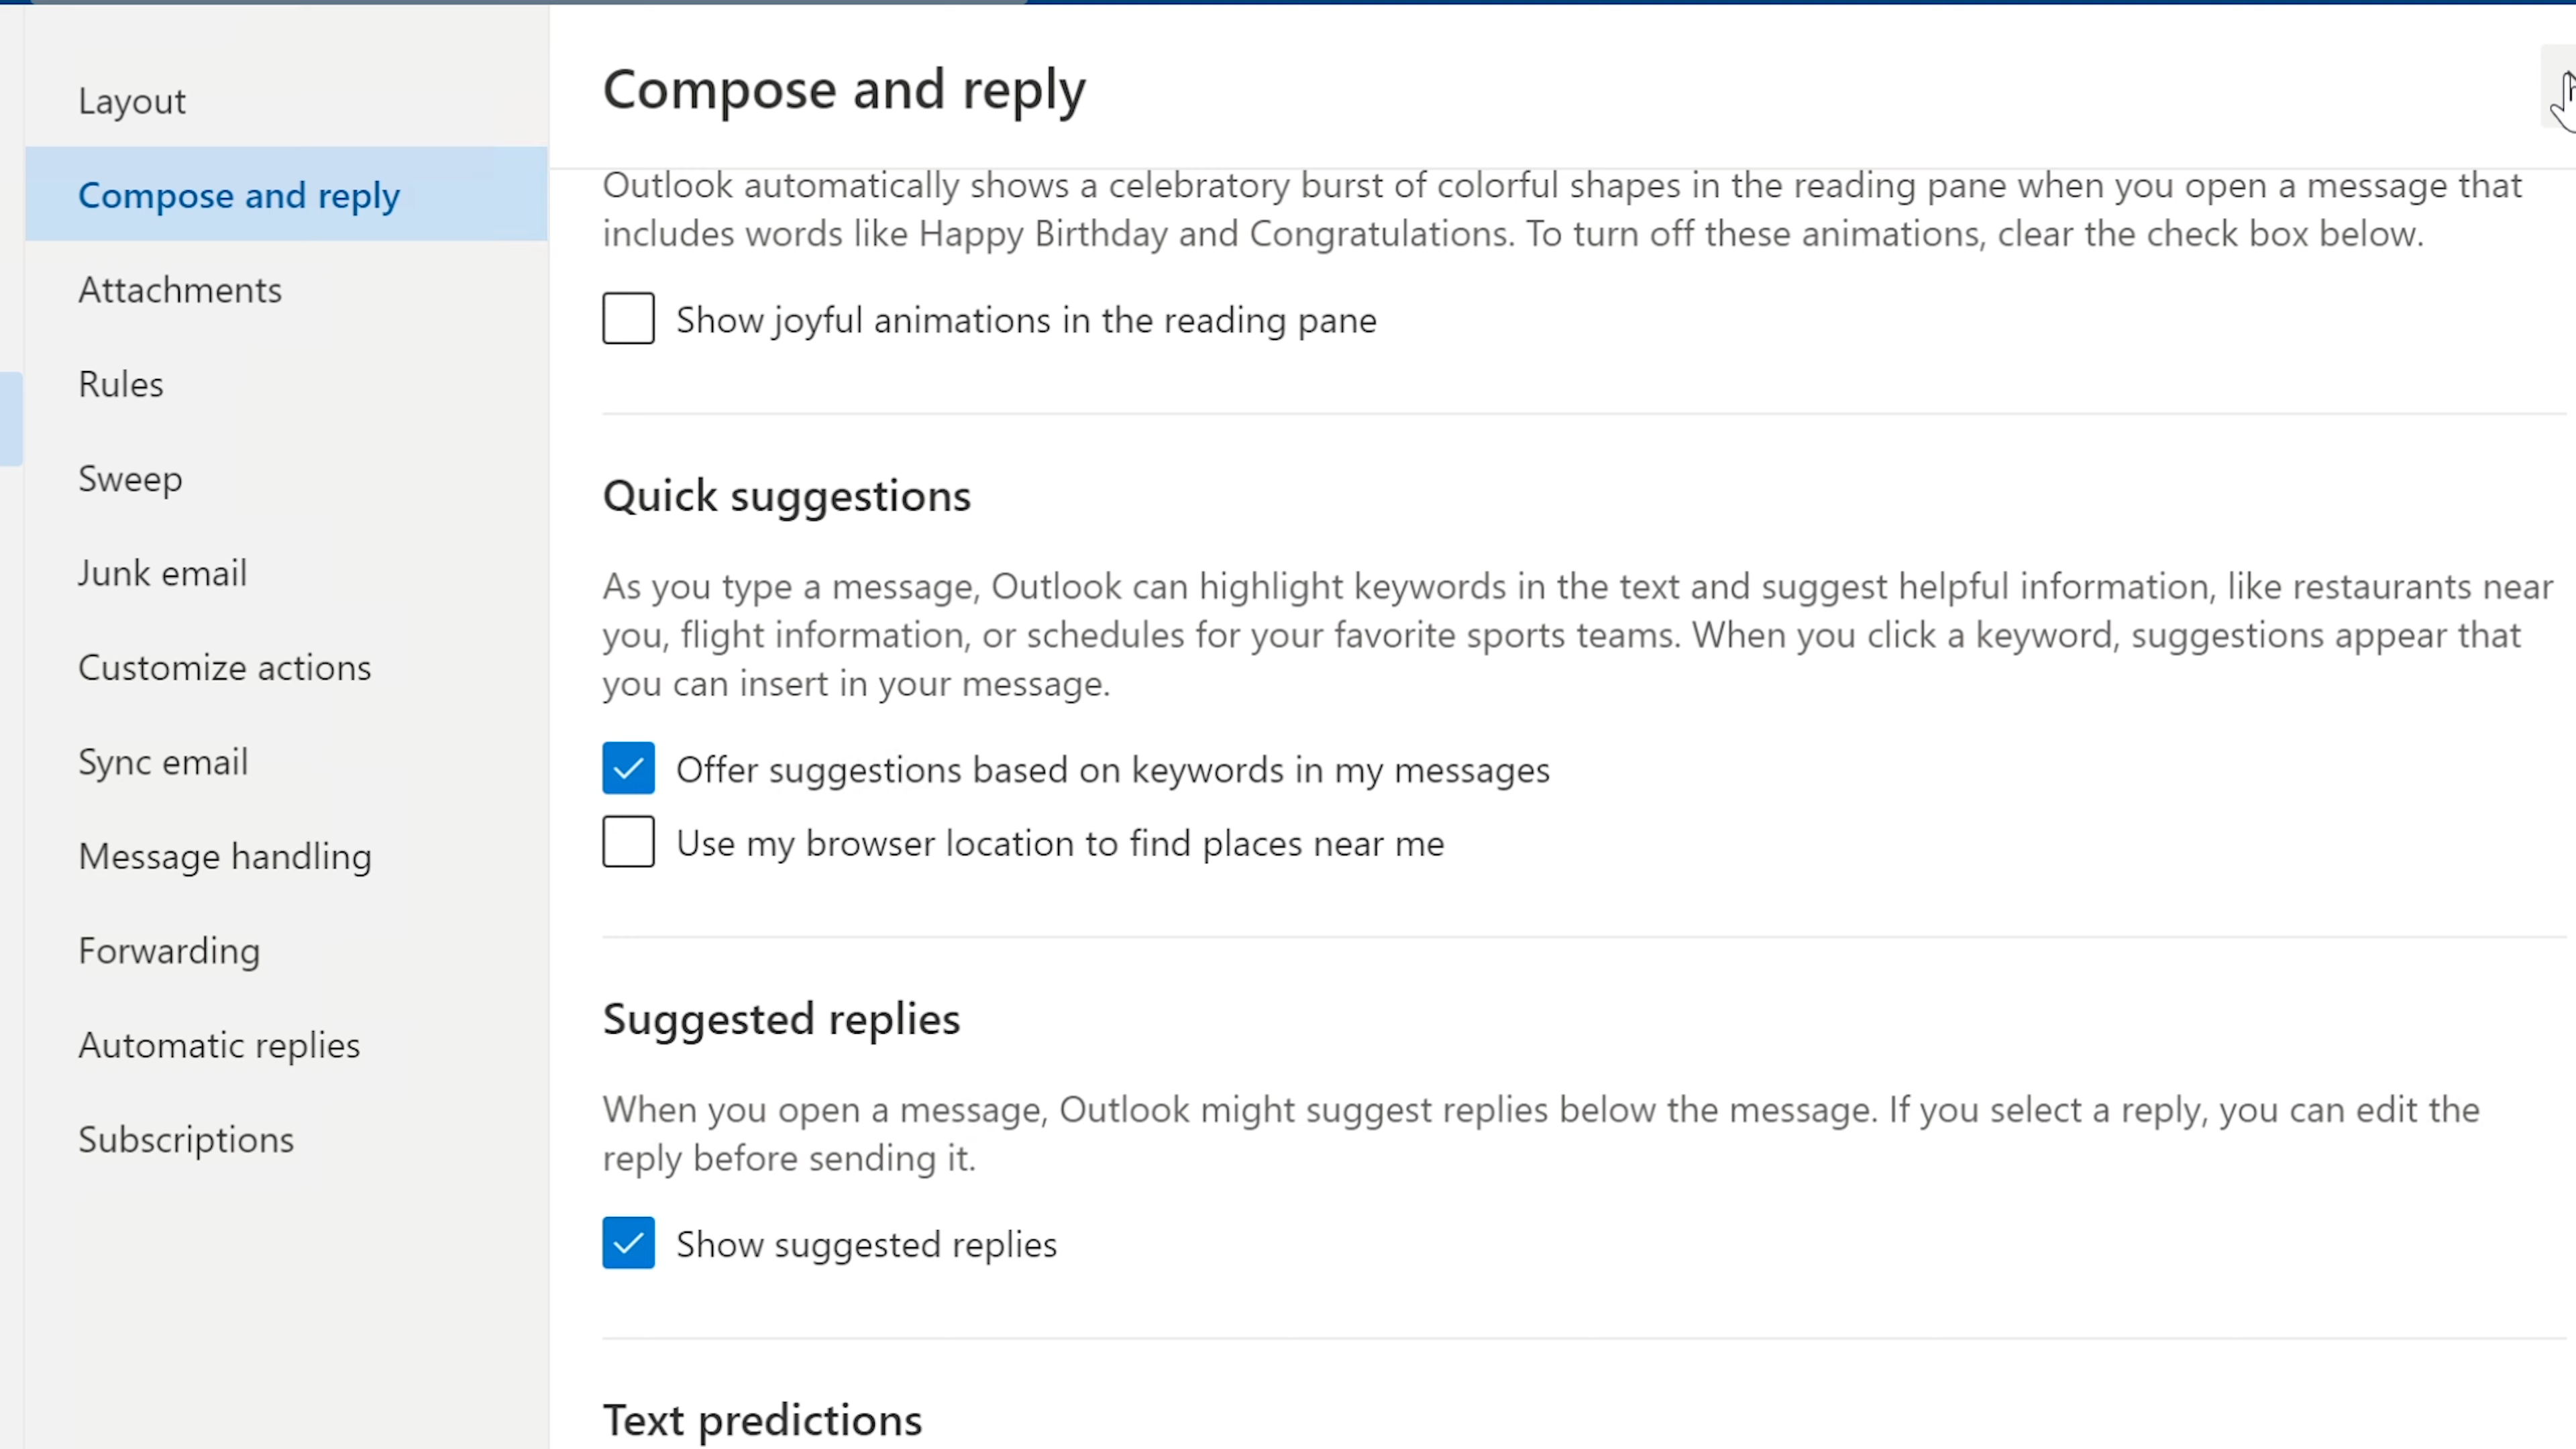 Layout
Compose and reply
Attachments
Rules
Sweep
Junk email
Customize actions
Sync email
Message handling
Forwarding
Automatic replies
Subscriptions
Compose and reply
Outlook automatically shows a celebratory burst of colorful shapes in the reading pane when you open a message that
includes words like Happy Birthday and Congratulations. To turn off these animations, clear the check box below.
Show joyful animations in the reading pane
Quick suggestions
As you type a message, Outlook can highlight keywords in the text and suggest helpful information, like restaurants near
you, flight information, or schedules for your favorite sports teams. When you click a keyword, suggestions appear that
you can insert in your message.
Offer suggestions based on keywords in my messages
Use my browser location to find places near me
Suggested replies
When you open a message, Outlook might suggest replies below the message. If you select a reply, you can edit the
reply before sending it.
Show suggested replies
Text predictions